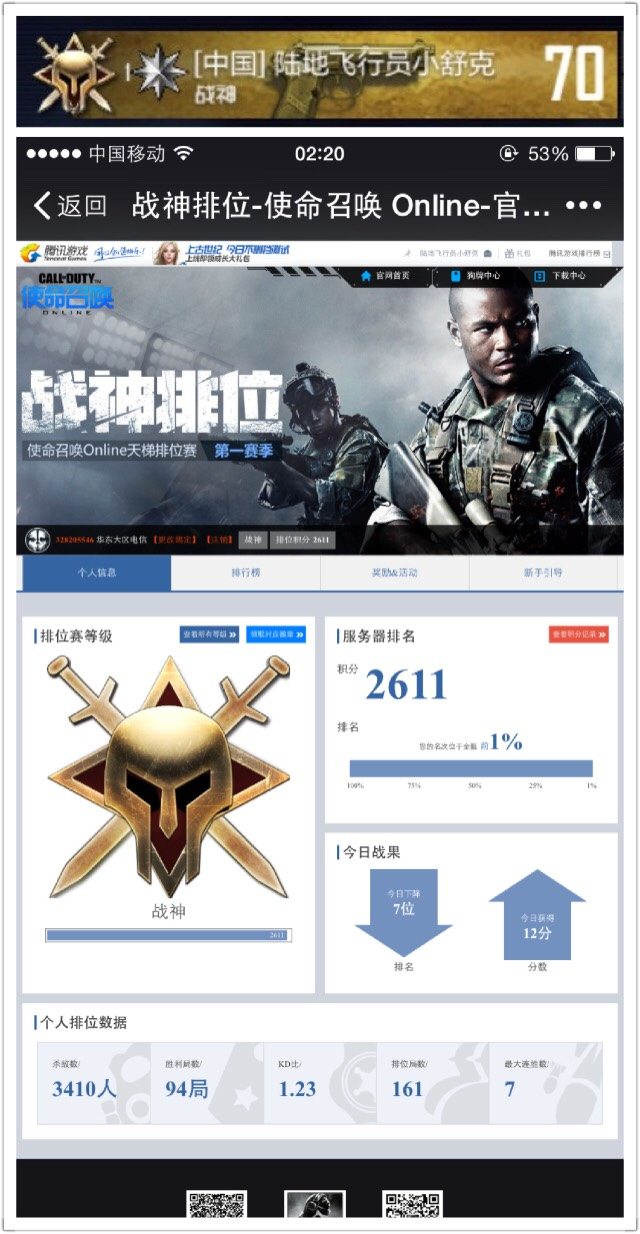 [中国] 陆地飞行员小舒克
战神
70
中国移动
02:20
53%
返回
战神排位-使命召唤 Online-官...
腾讯游戏
Tencent Games
上古世纪 今日不删档测试
上线即领成长大礼包
陆地飞行员小舒克
礼包
腾讯游戏排行榜
CALL OF DUTY
使命召唤
ONLINE
官网首页
狗牌中心
下载中心
战神排位
使命召唤Online天梯排位赛 第一赛季
328205546 华东大区电信 【更改绑定】 【注销】 战神 排位积分 2611
个人信息
排行榜
奖励&活动
新手引导
排位赛等级
查看所有等级
领取对应徽章
战神
2611
服务器排名
查看积分记录
积分
2611
排名
您的名次位于全服 前1%
100% 75% 50% 25% 1%
今日战果
今日下降
7位
排名
今日获得
12分
分数
个人排位数据
杀敌数/
3410人
胜利局数/
94局
KD比/
1.23
排位局数/
161
最大连胜数/
7